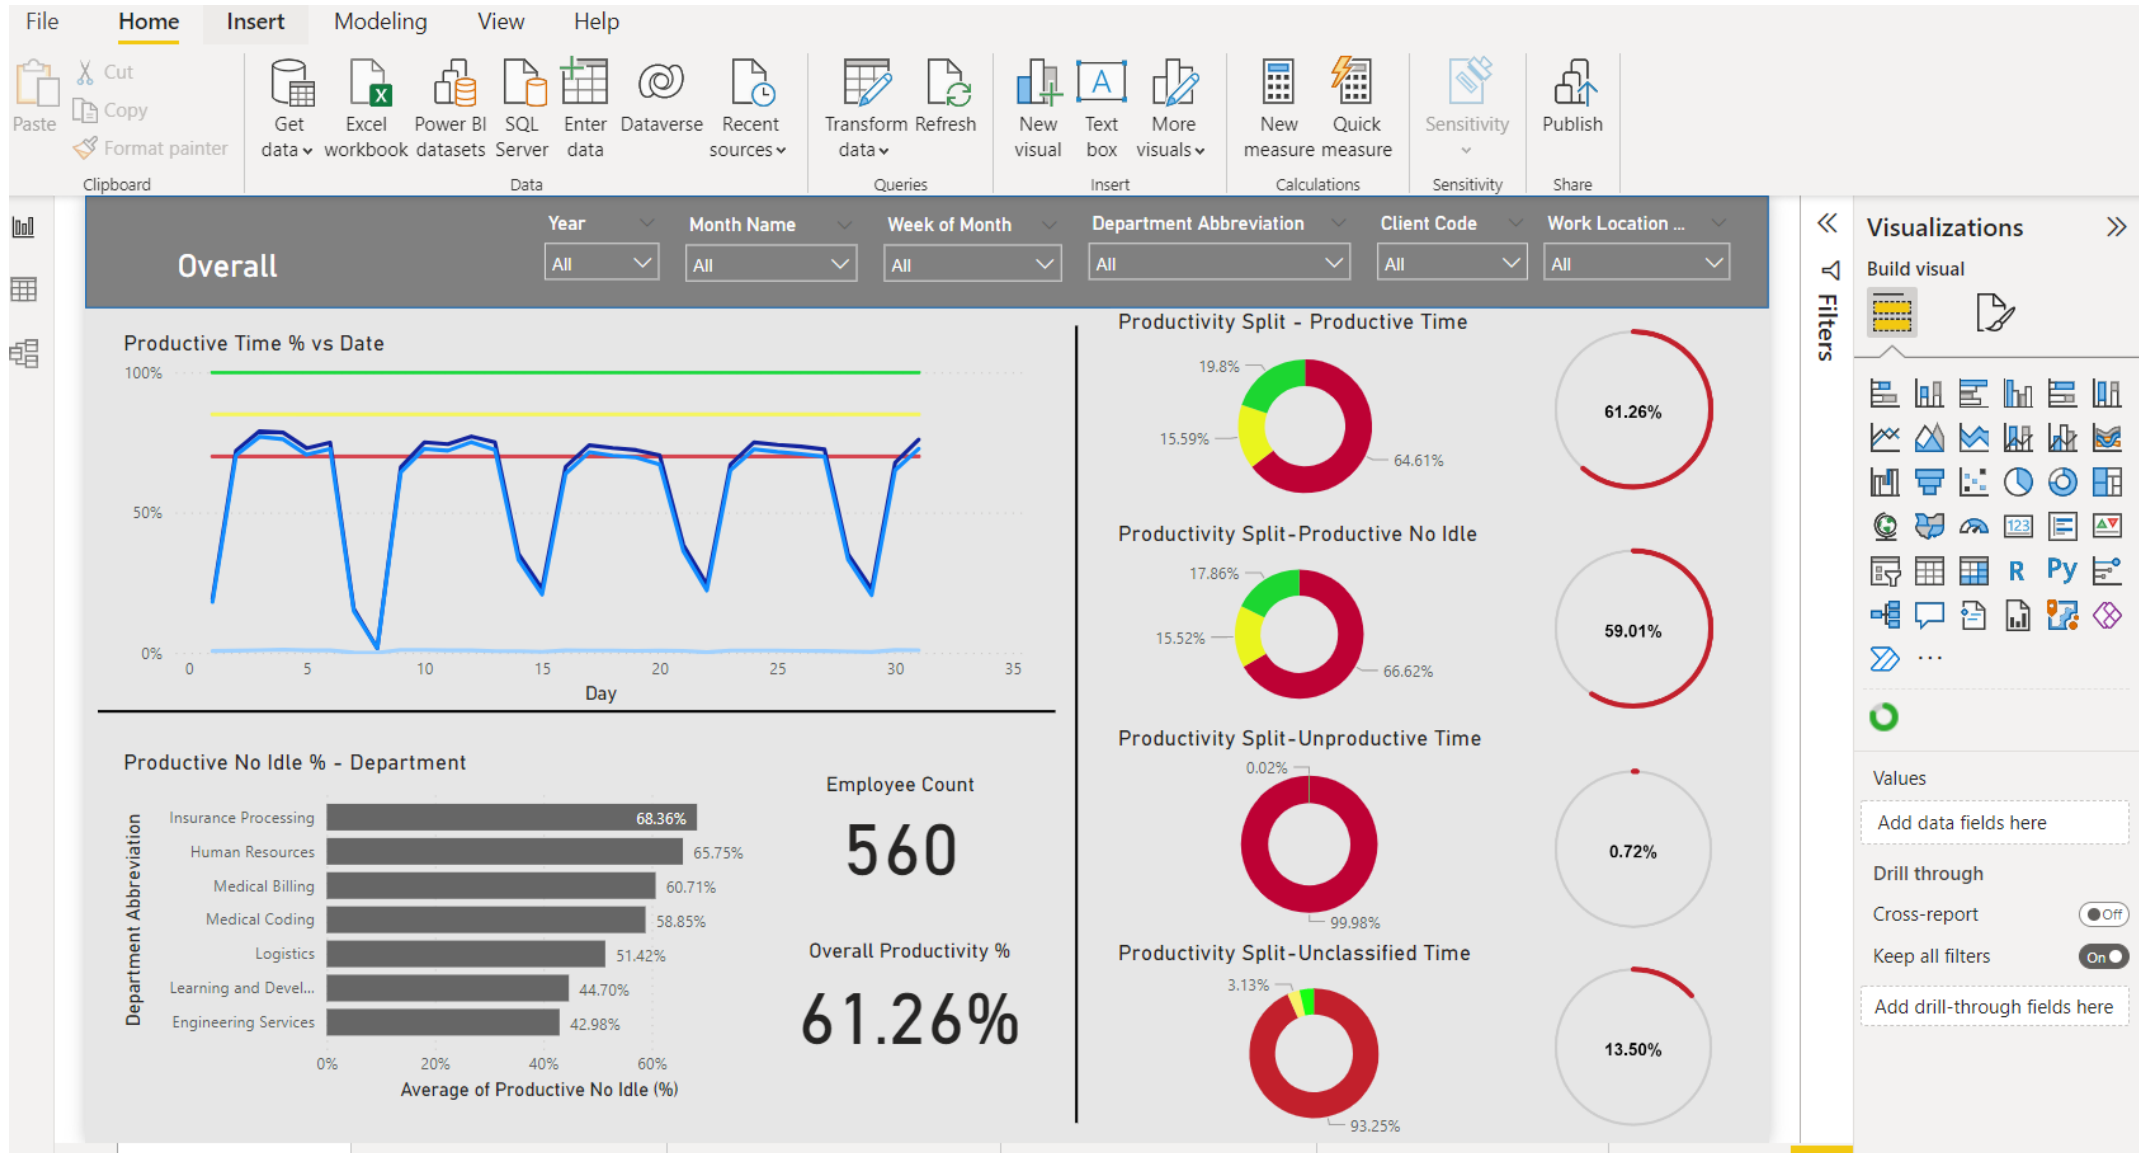 File Home Insert Modeling View Help
Paste
Cut
Copy
Format painter
Clipboard
Get data
Excel workbook
Power BI datasets
SQL Server
Enter data
Dataverse
Recent sources
Data
Transform data
Refresh
Queries
New visual
Text box
More visuals
Insert
New measure
Quick measure
Calculations
Sensitivity
Sensitivity
Publish
Share
Overall
Year
All
Month Name
All
Week of Month
All
Department Abbreviation
All
Client Code
All
Work Location ...
All
Productive Time % vs Date
100%
50%
0%
0 5 10 15 20 25 30 35
Day
Productive No Idle % - Department
Department Abbreviation
Insurance Processing 68.36%
Human Resources 65.75%
Medical Billing 60.71%
Medical Coding 58.85%
Logistics 51.42%
Learning and Devel... 44.70%
Engineering Services 42.98%
0% 20% 40% 60%
Average of Productive No Idle (%)
Employee Count
560
Overall Productivity %
61.26%
Productivity Split - Productive Time
19.8%
15.59%
64.61%
61.26%
Productivity Split-Productive No Idle
17.86%
15.52%
66.62%
59.01%
Productivity Split-Unproductive Time
0.02%
99.98%
0.72%
Productivity Split-Unclassified Time
3.13%
93.25%
13.50%
Filters
Visualizations
Build visual
123
R Py
...
Values
Add data fields here
Drill through
Cross-report Off
Keep all filters On
Add drill-through fields here